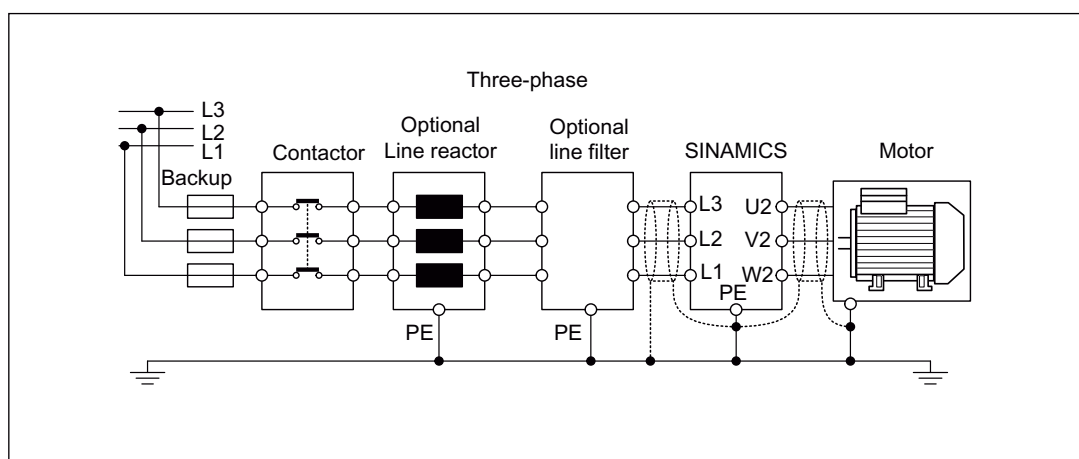 Three-phase
L3
L2
L1
Backup
Contactor
Optional
Line reactor
Optional
line filter
SINAMICS
Motor
L3
U2
L2
V2
L1
W2
PE
PE
PE